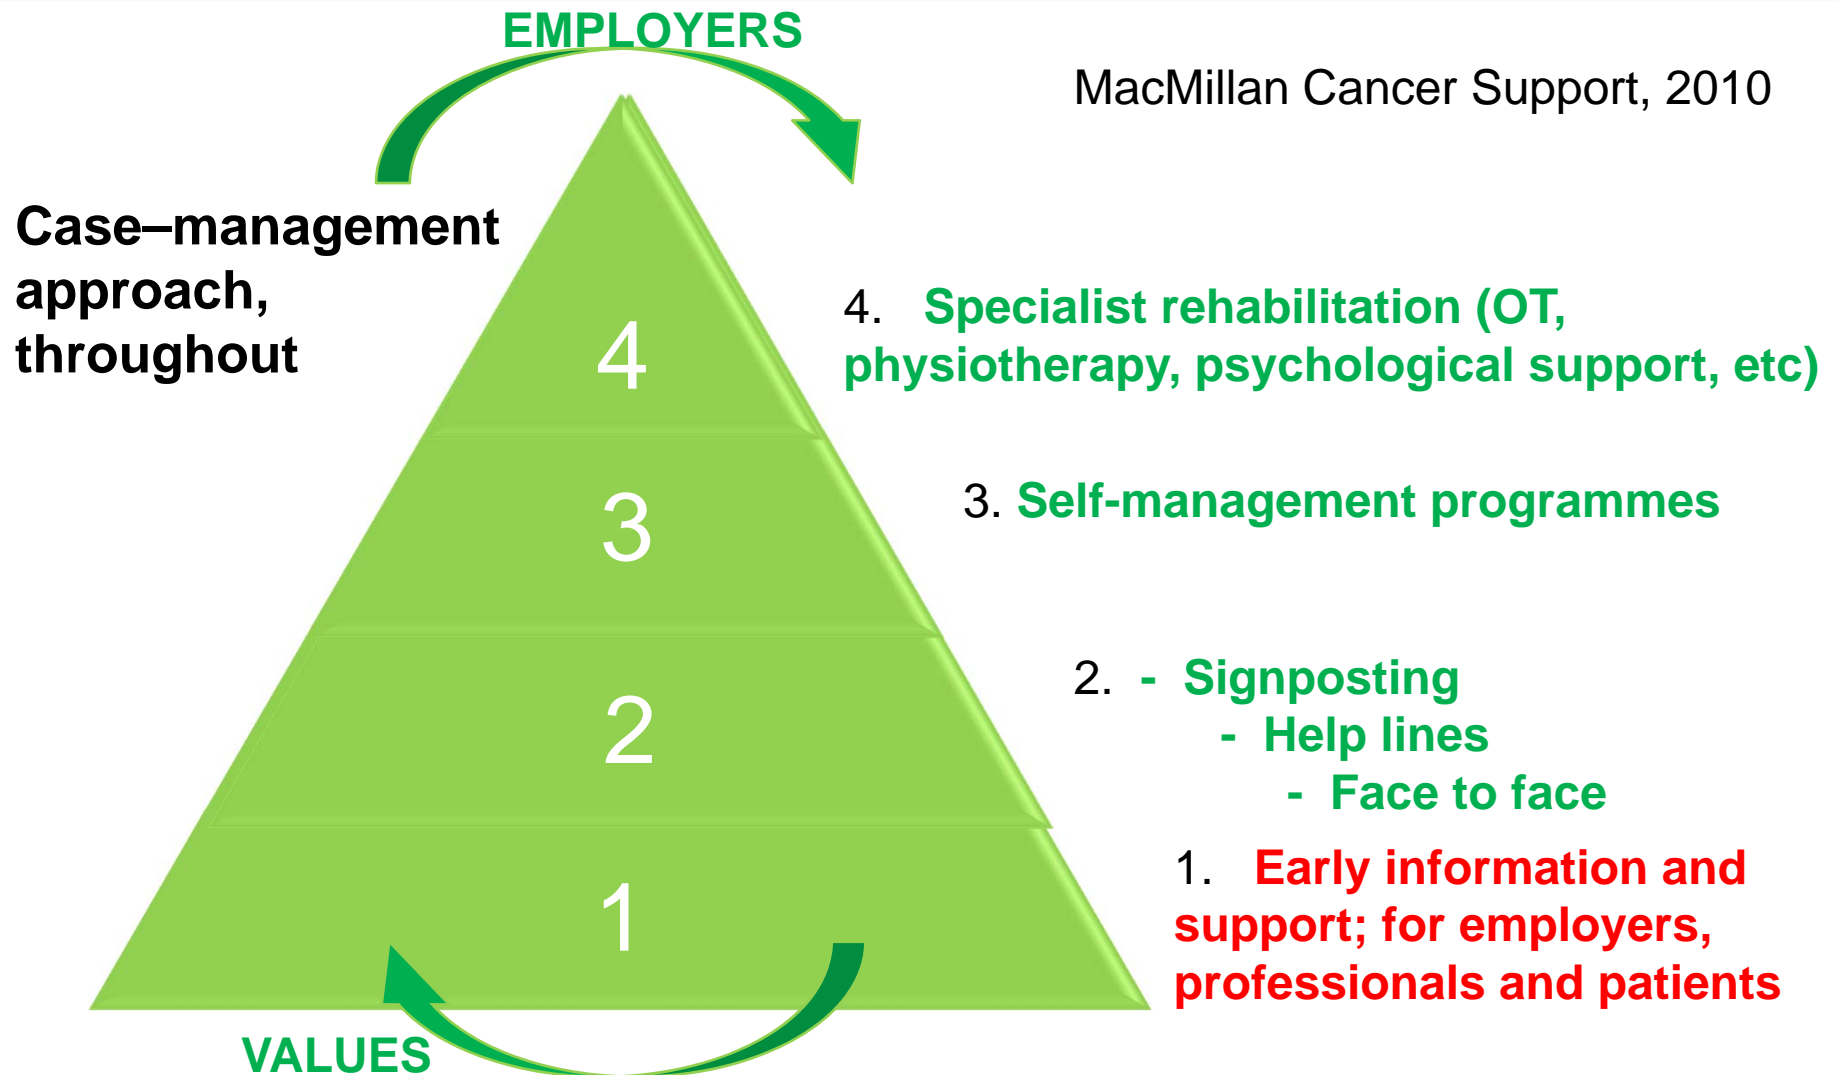 EMPLOYERS
MacMillan Cancer Support, 2010
Case–management
approach,
throughout
4
4. Specialist rehabilitation (OT,
physiotherapy, psychological support, etc)
3
3. Self-management programmes
2
2. - Signposting
- Help lines
- Face to face
1
1. Early information and
support; for employers,
professionals and patients
VALUES